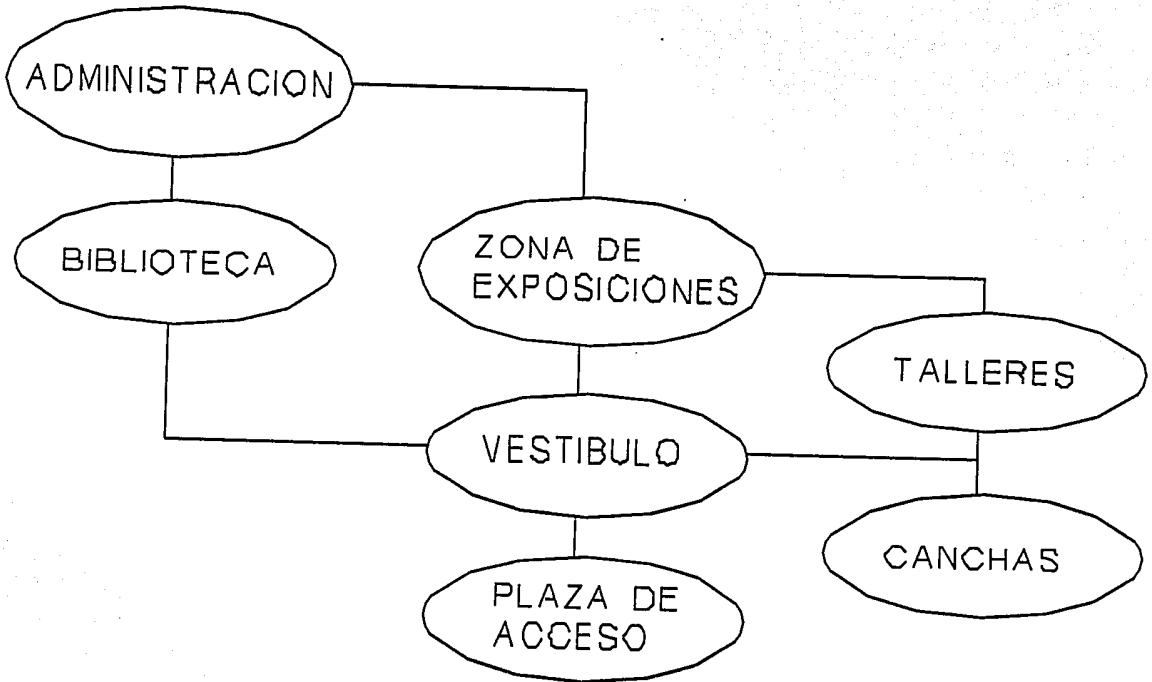 ADMINISTRACION
BIBLIOTECA
ZONA DE
EXPOSICIONES
TALLERES
VESTIBULO
CANCHAS
PLAZA DE
ACCESO